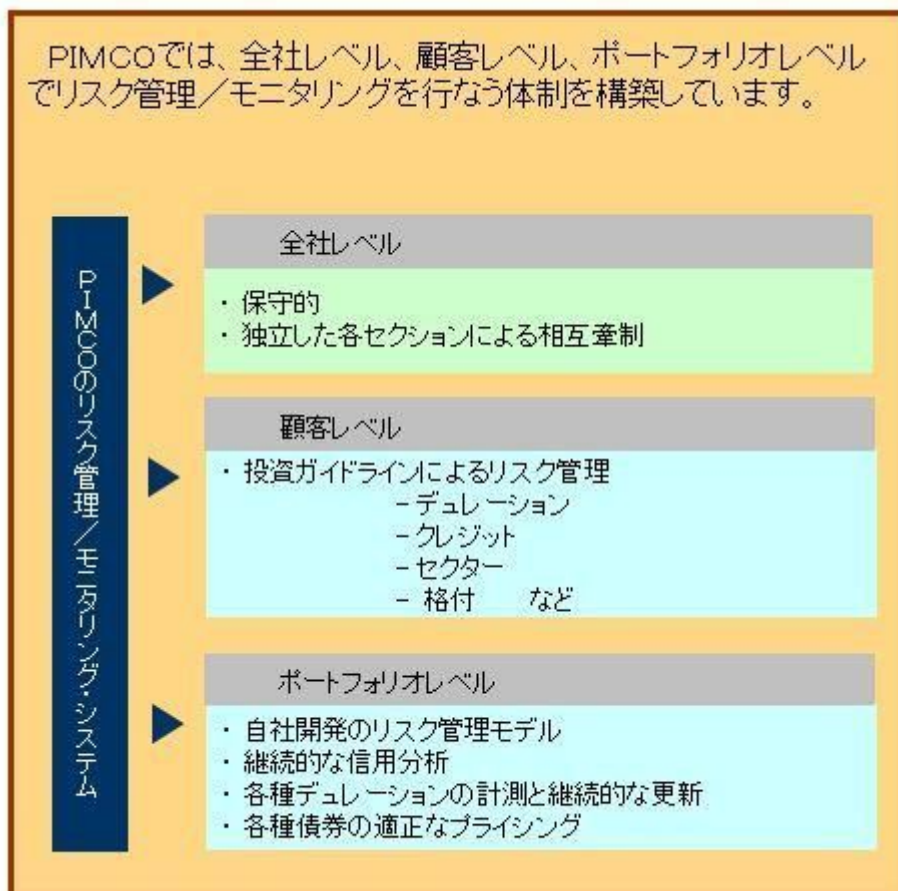 PIMCOでは、全社レベル、顧客レベル、ポートフォリオレベル
でリスク管理／モニタリングを行なう体制を構築しています。
PIMCOのリスク管理／モニタリング・システム
全社レベル
・ 保守的
・ 独立した各セクションによる相互牽制
顧客レベル
・ 投資ガイドラインによるリスク管理
－デュレーション
－クレジット
－セクター
－ 格付　　など
ポートフォリオレベル
・ 自社開発のリスク管理モデル
・ 継続的な信用分析
・ 各種デュレーションの計測と継続的な更新
・ 各種債券の適正なプライシング